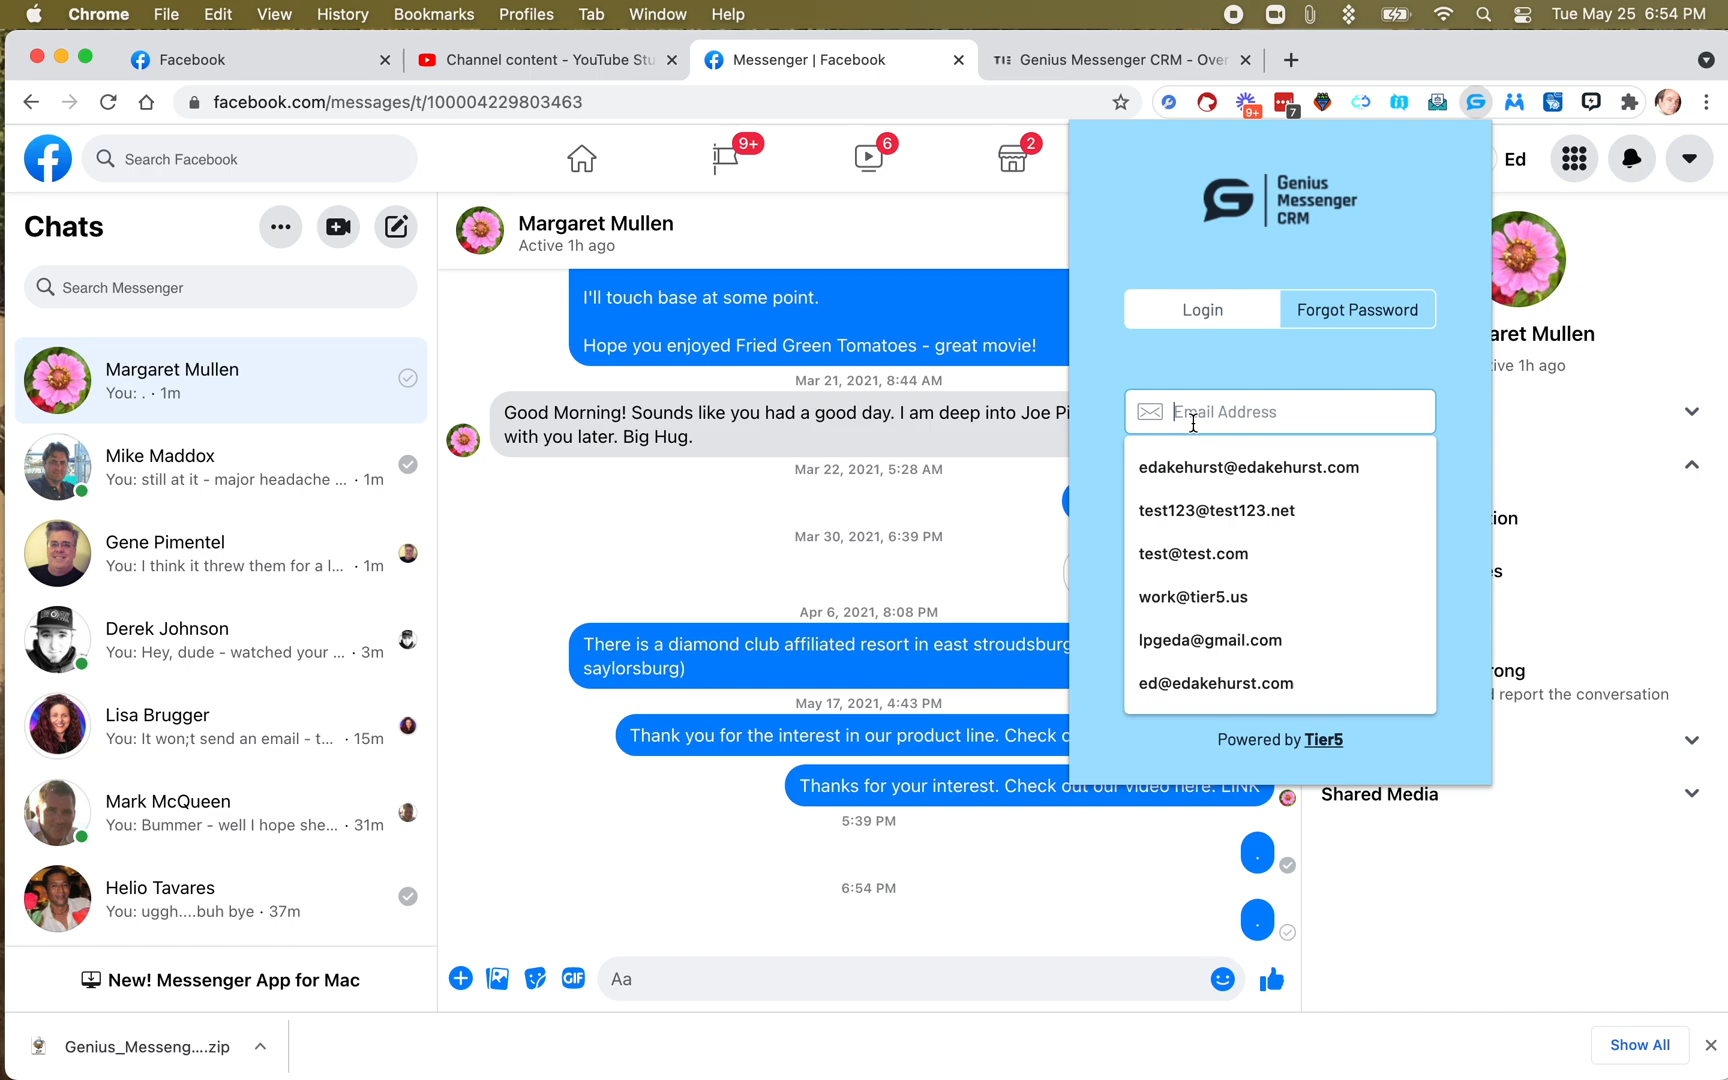 Chrome File Edit View History Bookmarks Profiles Tab Window Help Tue May 25 6:54 PM
Facebook
Channel content - YouTube Stu
Messenger | Facebook
TIE Genius Messenger CRM - Over
facebook.com/messages/t/100004229803463
9+
7
Search Facebook
9+
6
2
Ed
Chats
Search Messenger
Margaret Mullen
You: . · 1m
Mike Maddox
You: still at it - major headache ... · 1m
Gene Pimentel
You: I think it threw them for a l... · 1m
Derek Johnson
You: Hey, dude - watched your ... · 3m
Lisa Brugger
You: It won;t send an email - t... · 15m
Mark McQueen
You: Bummer - well I hope she... · 31m
Helio Tavares
You: uggh....buh bye · 37m
New! Messenger App for Mac
Margaret Mullen
Active 1h ago
I'll touch base at some point.
Hope you enjoyed Fried Green Tomatoes - great movie!
Mar 21, 2021, 8:44 AM
Good Morning! Sounds like you had a good day. I am deep into Joe Pi
with you later. Big Hug.
Mar 22, 2021, 5:28 AM
Mar 30, 2021, 6:39 PM
Apr 6, 2021, 8:08 PM
There is a diamond club affiliated resort in east stroudsburg
saylorsburg)
May 17, 2021, 4:43 PM
Thank you for the interest in our product line. Check o
Thanks for your interest. Check out our video here: LINK
5:39 PM
.
6:54 PM
.
GIF
Aa
Genius
Messenger
CRM
Login
Forgot Password
Email Address
edakehurst@edakehurst.com
test123@test123.net
test@test.com
work@tier5.us
lpgeda@gmail.com
ed@edakehurst.com
Powered by Tier5
aret Mullen
ive 1h ago
ion
es
rong
l report the conversation
Shared Media
Genius_Messeng....zip
Show All